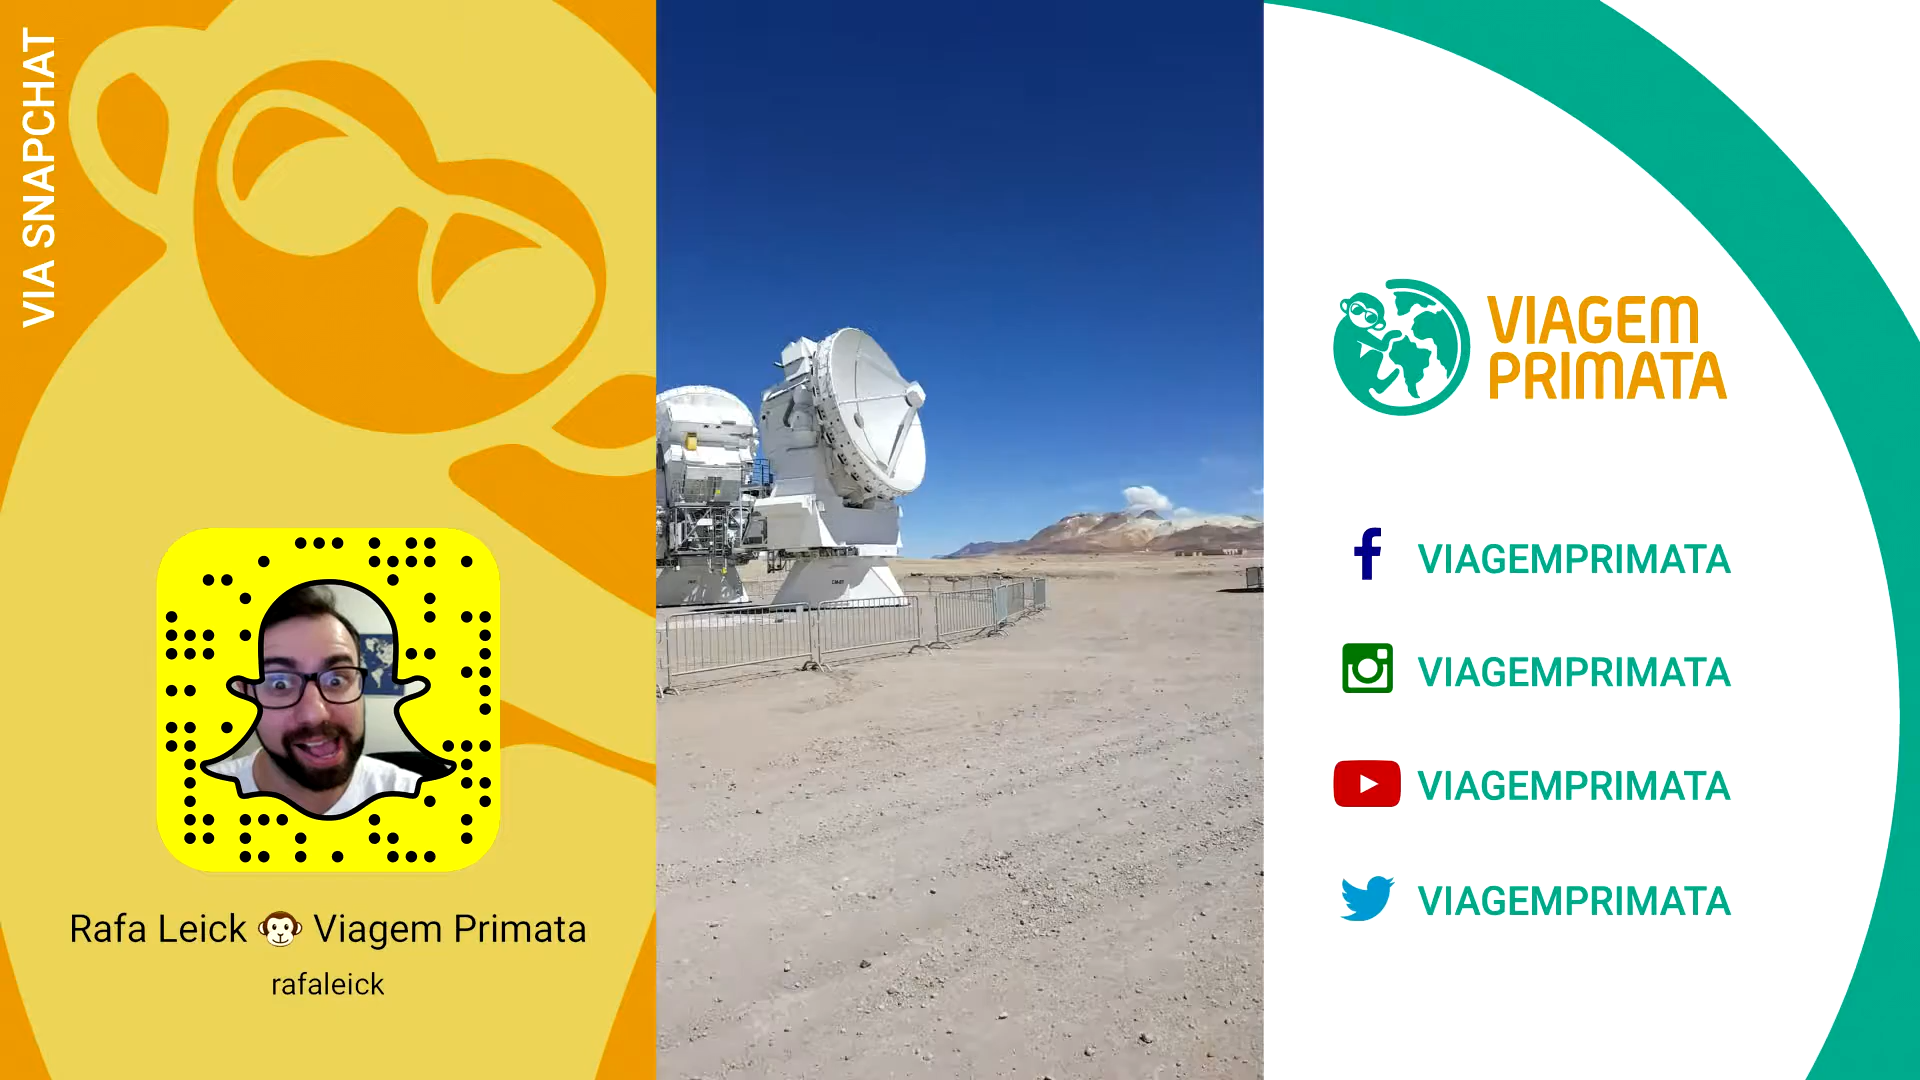 VIA SNAPCHAT
Rafa Leick 🐵 Viagem Primata
rafaleick
VIAGEM
PRIMATA
VIAGEMPRIMATA
VIAGEMPRIMATA
VIAGEMPRIMATA
VIAGEMPRIMATA